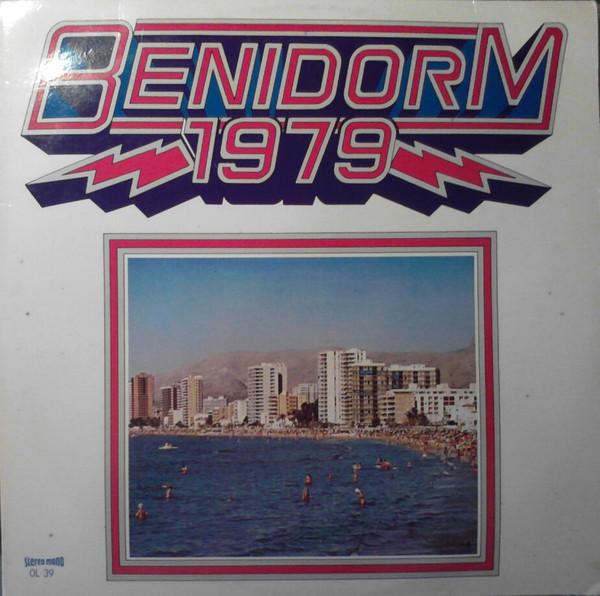 BENIDORM
1979
stereo mono
OL 39